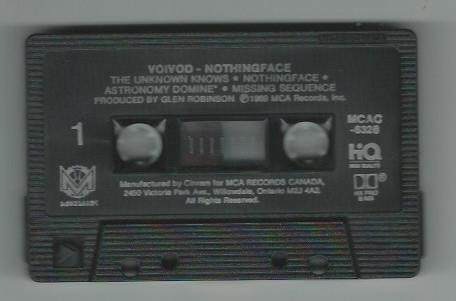 VOIVOD - NOTHINGFACE
THE UNKNOWN KNOWS • NOTHINGFACE •
ASTRONOMY DOMINE* • MISSING SEQUENCE
PRODUCED BY GLEN ROBINSON ℗1989 MCA Records, Inc.
1
MCAC
-6326
HQ
Manufactured by Cinram for MCA RECORDS CANADA,
2450 Victoria Park Ave., Willowdale, Ontario M2J 4A2.
All Rights Reserved.